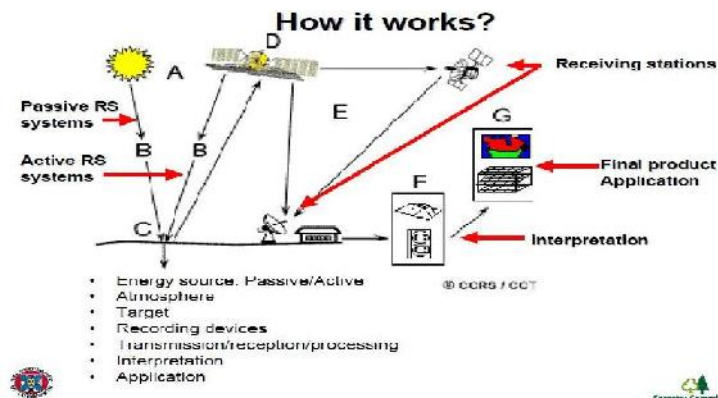 How it works?
D
A
Receiving stations
E
Passive RS
systems
G
B
B
Active RS
systems
Final product
Application
F
C
Interpretation
• Energy source: Passive/Active
® CCRS / CCT
• Atmosphere
• Target
• Recording devices
• Transmission/reception/processing
• Interpretation
• Application